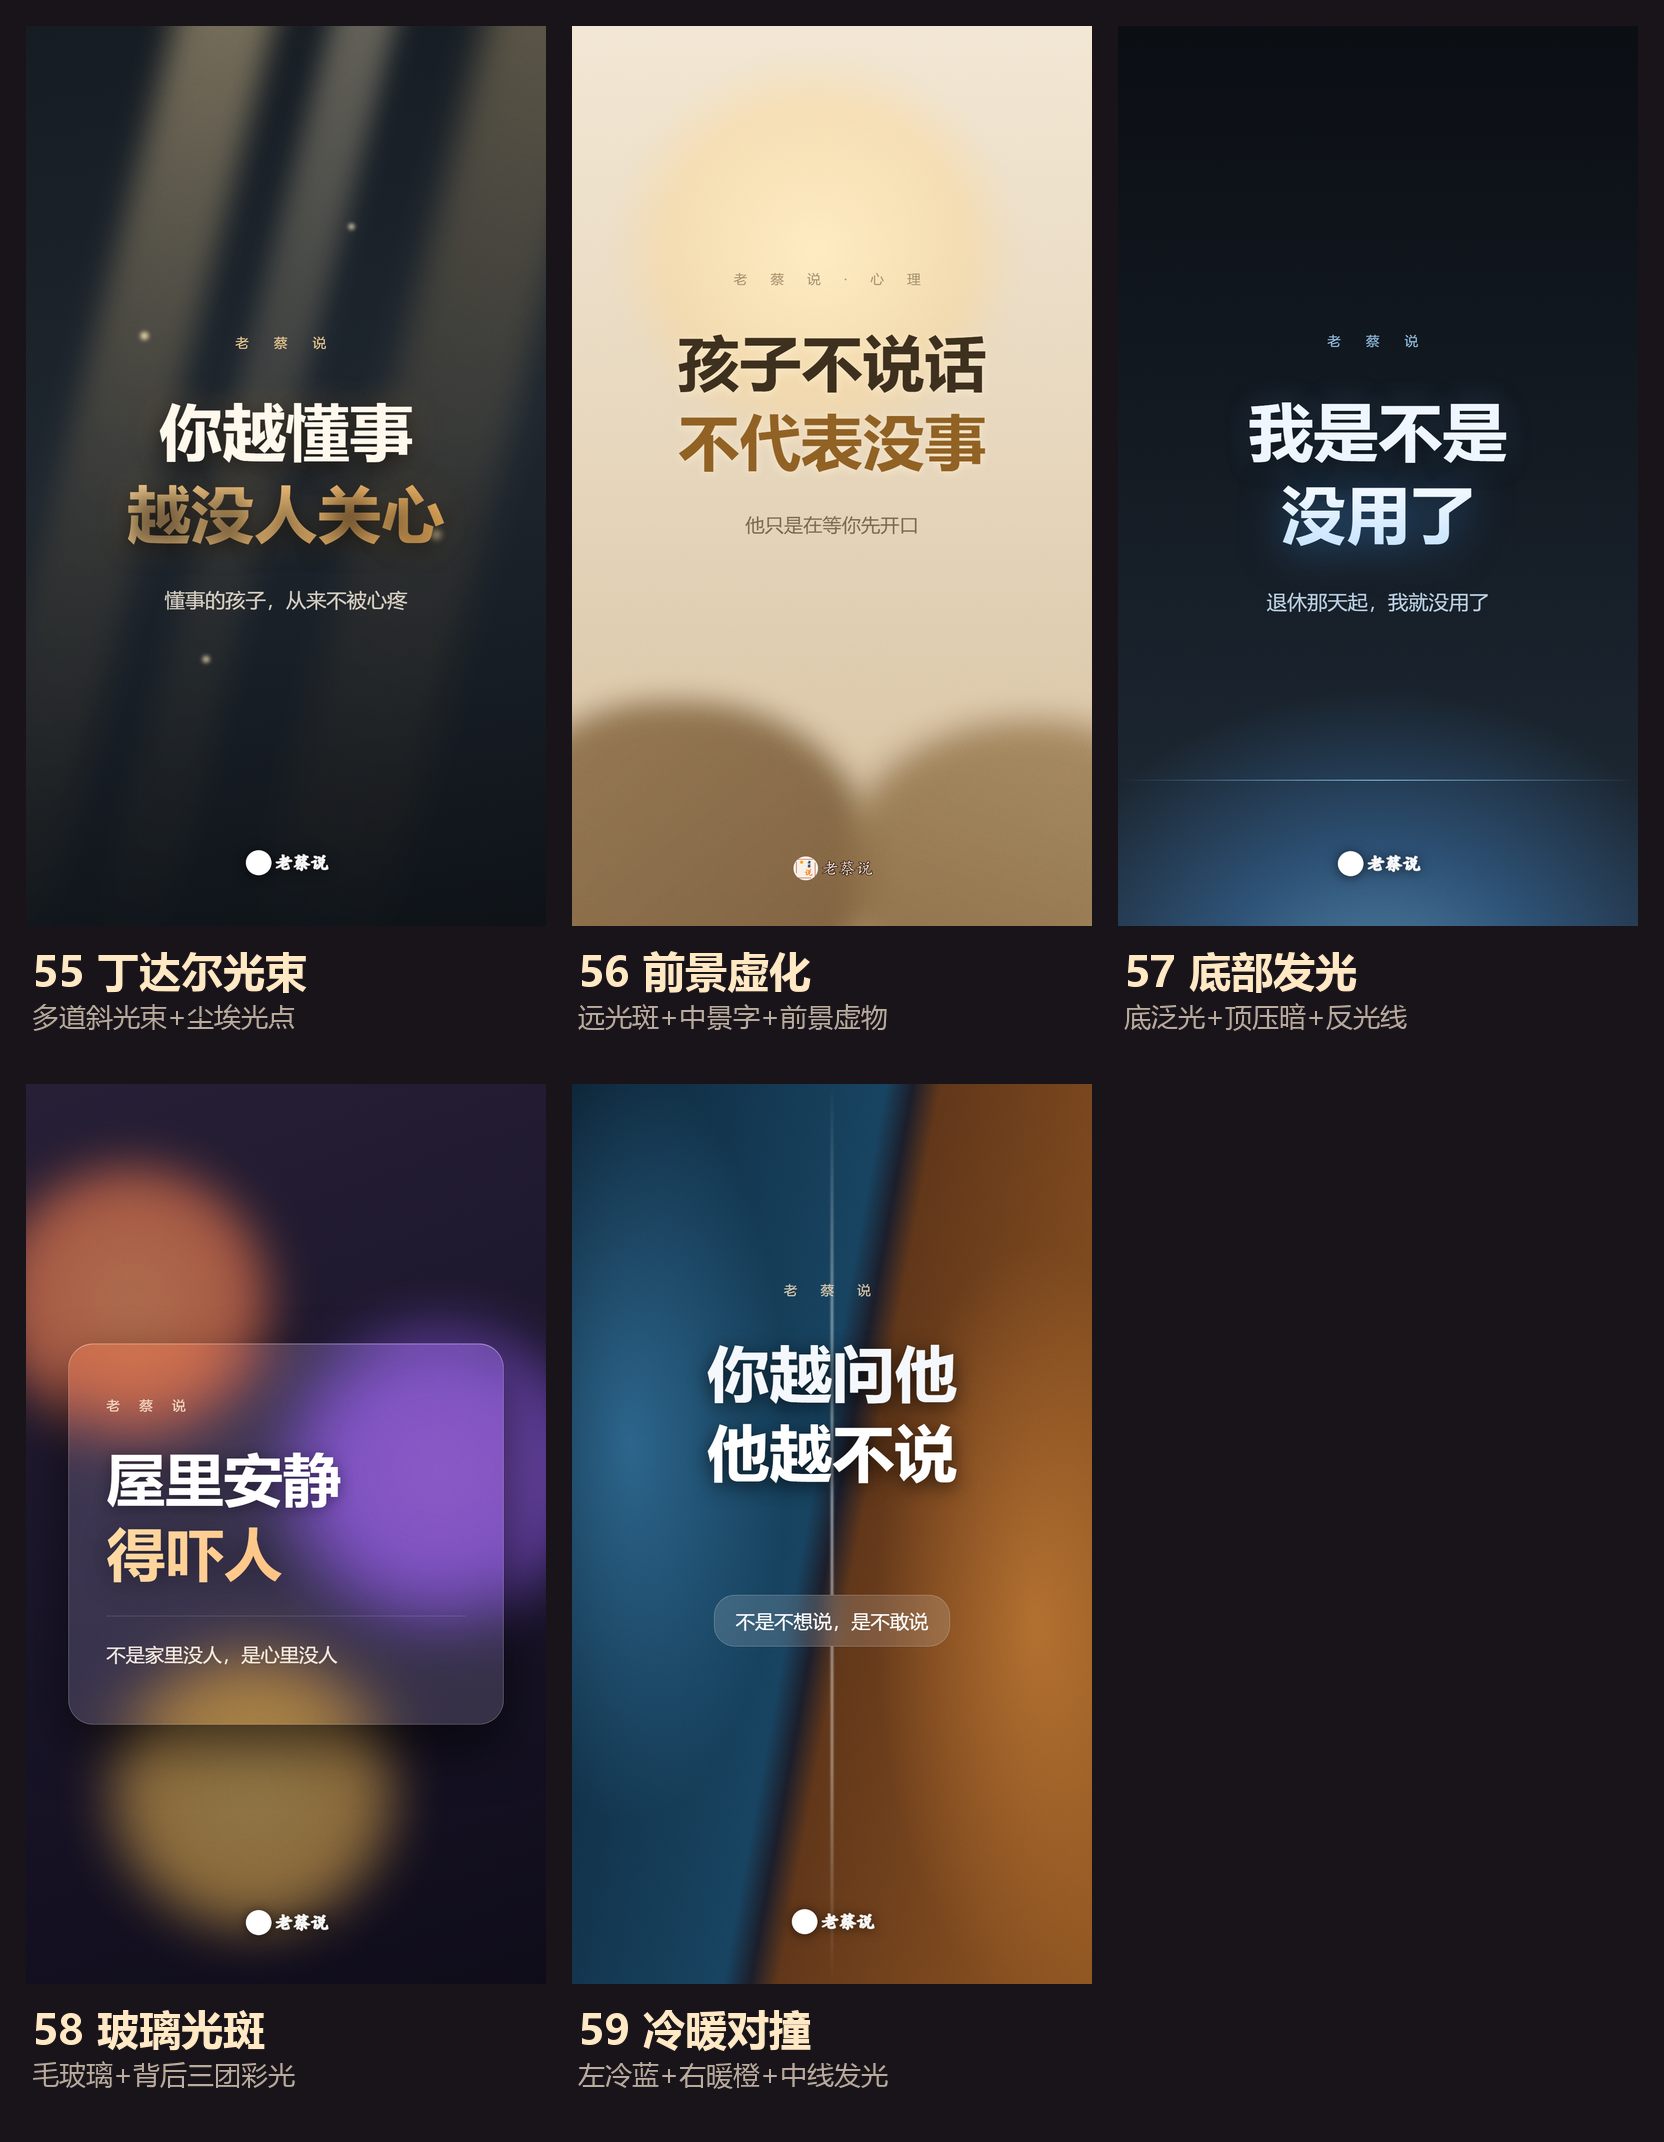 老蔡说
你越懂事
越没人关心
懂事的孩子，从来不被心疼
老蔡说
55 丁达尔光束
多道斜光束+尘埃光点
老蔡说·心理
孩子不说话
不代表没事
他只是在等你先开口
老蔡说
56 前景虚化
远光斑+中景字+前景虚物
老蔡说
我是不是
没用了
退休那天起，我就没用了
老蔡说
57 底部发光
底泛光+顶压暗+反光线
老蔡说
屋里安静
得吓人
不是家里没人，是心里没人
老蔡说
58 玻璃光斑
毛玻璃+背后三团彩光
老蔡说
你越问他
他越不说
不是不想说，是不敢说
老蔡说
59 冷暖对撞
左冷蓝+右暖橙+中线发光